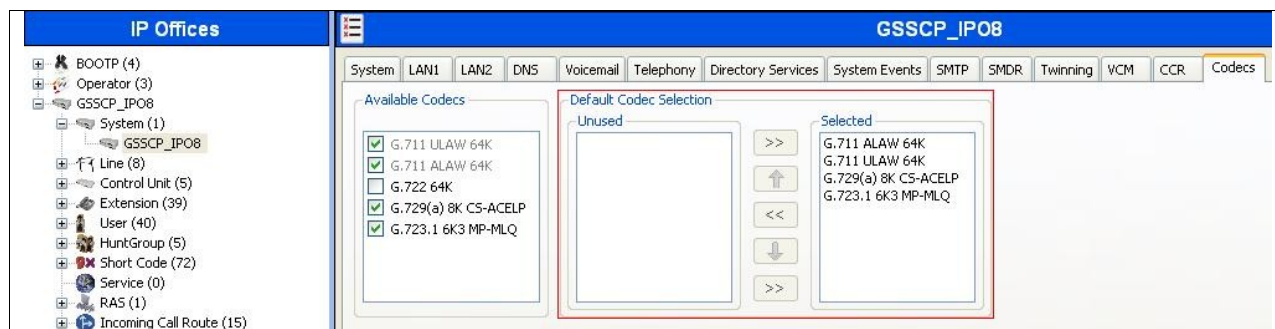 IP Offices
BOOTP (4)
Operator (3)
GSSCP_IPO8
System (1)
GSSCP_IPO8
Line (8)
Control Unit (5)
Extension (39)
User (40)
HuntGroup (5)
Short Code (72)
Service (0)
RAS (1)
Incoming Call Route (15)
GSSCP_IPO8
System LAN1 LAN2 DNS Voicemail Telephony Directory Services System Events SMTP SMDR Twinning VCM CCR Codecs
Available Codecs
G.711 ULAW 64K
G.711 ALAW 64K
G.722 64K
G.729(a) 8K CS-ACELP
G.723.1 6K3 MP-MLQ
Default Codec Selection
Unused
>>
<<
>>
Selected
G.711 ALAW 64K
G.711 ULAW 64K
G.729(a) 8K CS-ACELP
G.723.1 6K3 MP-MLQ